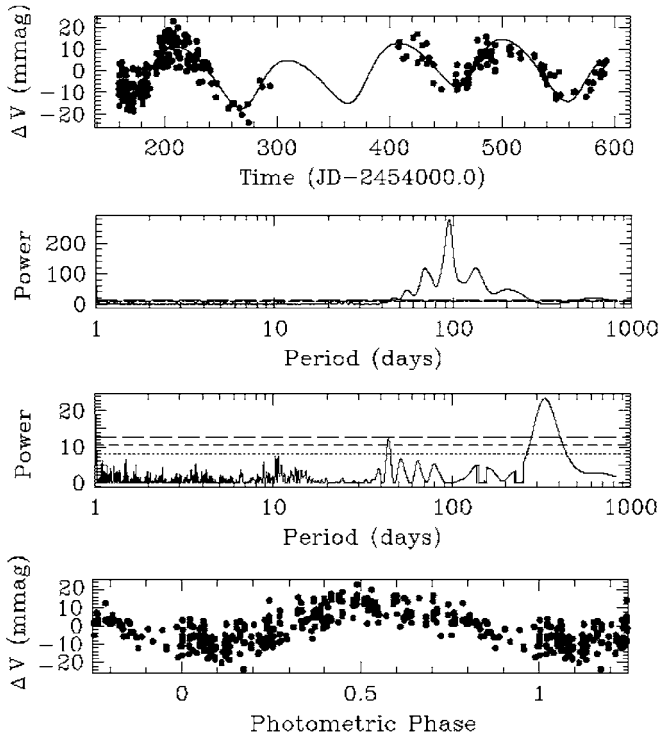 20
10
0
−10
−20
Δ V (mmag)
200 300 400 500 600
Time (JD−2454000.0)
200
100
0
Power
1 10 100 1000
Period (days)
20
10
0
Power
1 10 100 1000
Period (days)
20
10
0
−10
−20
Δ V (mmag)
0 0.5 1
Photometric Phase